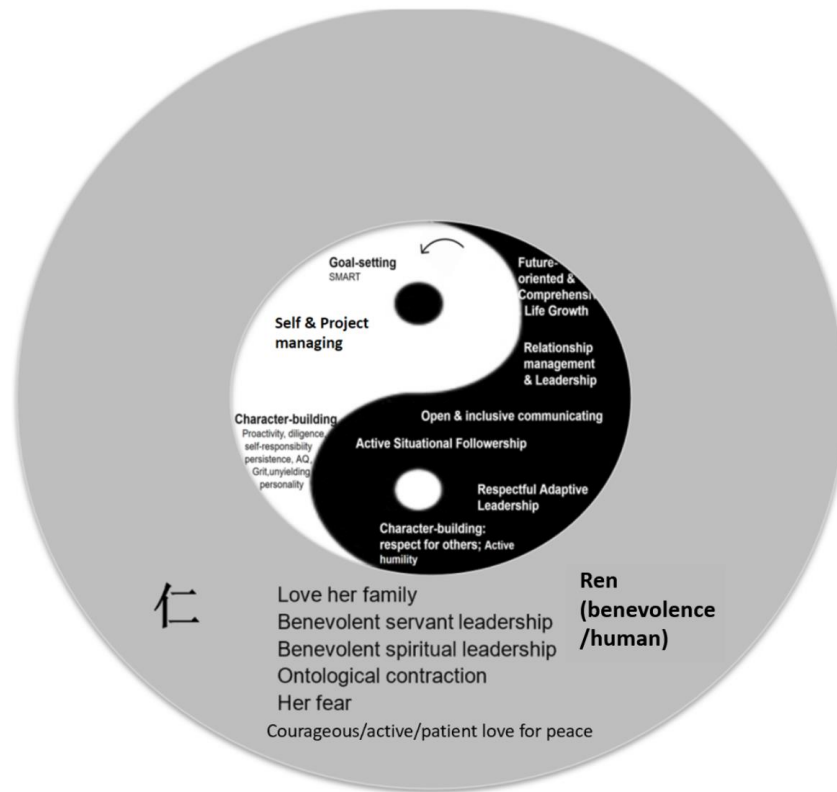 Goal-setting
SMART
Self & Project
managing
Character-building
Proactivity, diligence,
self-responsibiity
persistence, AQ,
Grit,unyielding
personality
Future-
oriented &
Comprehensi
Life Growth
Relationship
management
& Leadership
Open & inclusive communicating
Active Situational Followership
Respectful Adaptive
Leadership
Character-building:
respect for others; Active
humility
仁
Love her family
Benevolent servant leadership
Benevolent spiritual leadership
Ontological contraction
Her fear
Courageous/active/patient love for peace
Ren
(benevolence
/human)